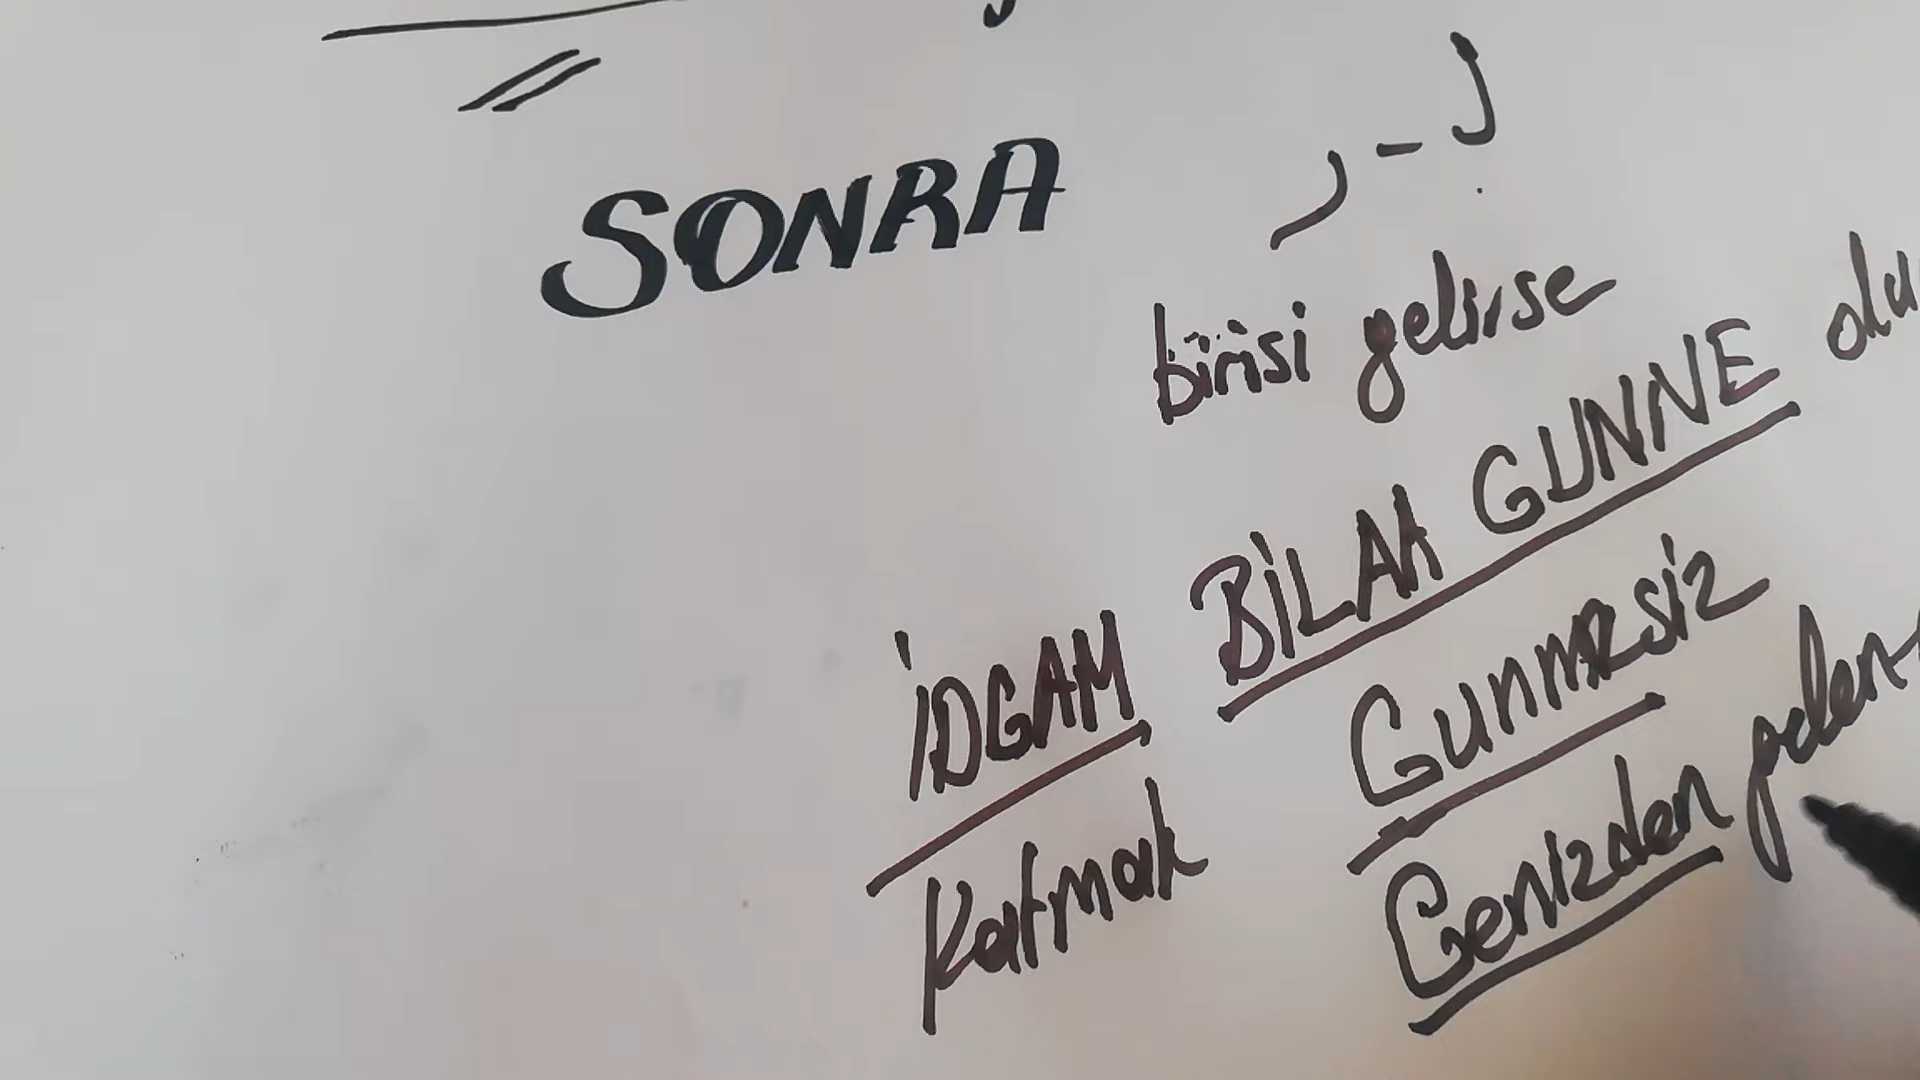 SONRA
ر - ل
birisi gelirse
İDGAM BİLAA GUNNE
Katmak
Gunnesiz
Genizden